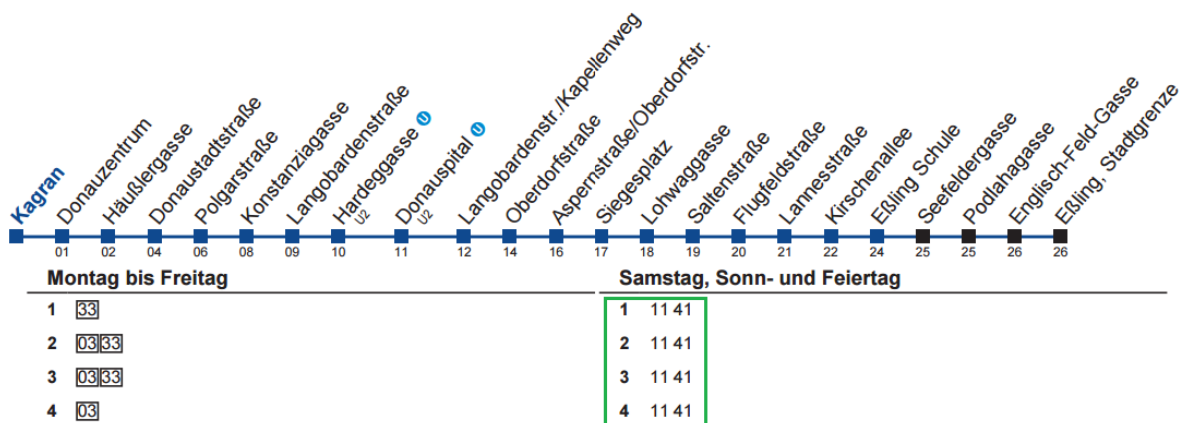 Kagran
Donauzentrum
Häußlergasse
Donaustadtstraße
Polgarstraße
Konstanziagasse
Langobardenstraße
Hardeggasse U
U2
Donauspital U
U2
Langobardenstr./Kapellenweg
Oberdorfstraße
Aspernstraße/Oberdorfstr.
Siegesplatz
Lohwaggasse
Saltenstraße
Flugfeldstraße
Lannesstraße
Kirschenallee
Eßling Schule
Seefeldergasse
Podlahagasse
Englisch-Feld-Gasse
Eßling, Stadtgrenze
01 02 04 06 08 09 10 11 12 14 16 17 18 19 20 21 22 24 25 25 26 26
Montag bis Freitag
1 33
2 03 33
3 03 33
4 03
Samstag, Sonn- und Feiertag
1 11 41
2 11 41
3 11 41
4 11 41